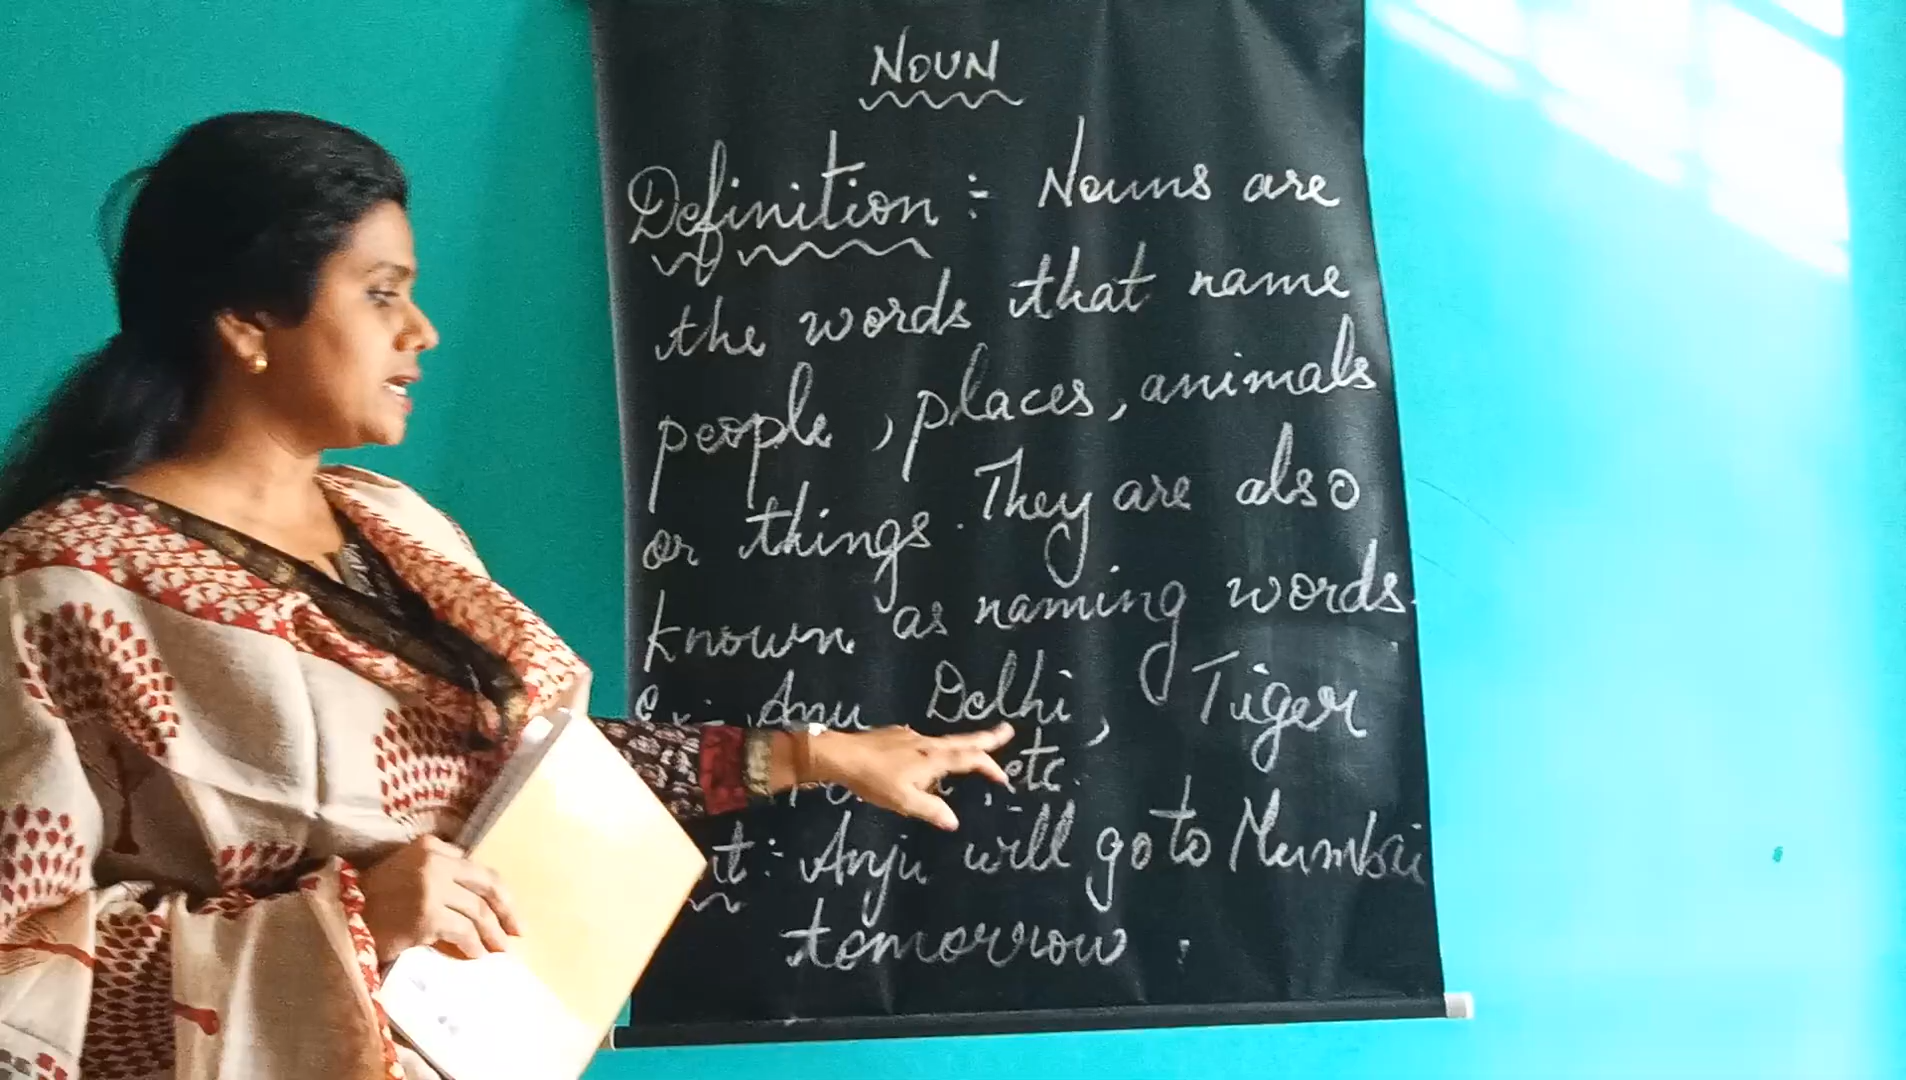 NOUN
Definition :- Nouns are
the words that name
people, places, animals
or things. They are also
known as naming words.
Ex:- Anu Delhi, Tiger
, etc.
t: Anju will go to Mumbai
tomorrow.